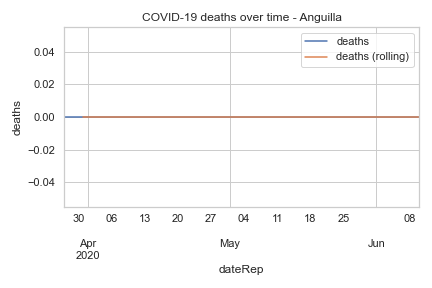 COVID-19 deaths over time - Anguilla
deaths
deaths (rolling)
deaths
0.04
0.02
0.00
−0.02
−0.04
30 06 13 20 27 04 11 18 25 08
Apr May Jun
2020
dateRep